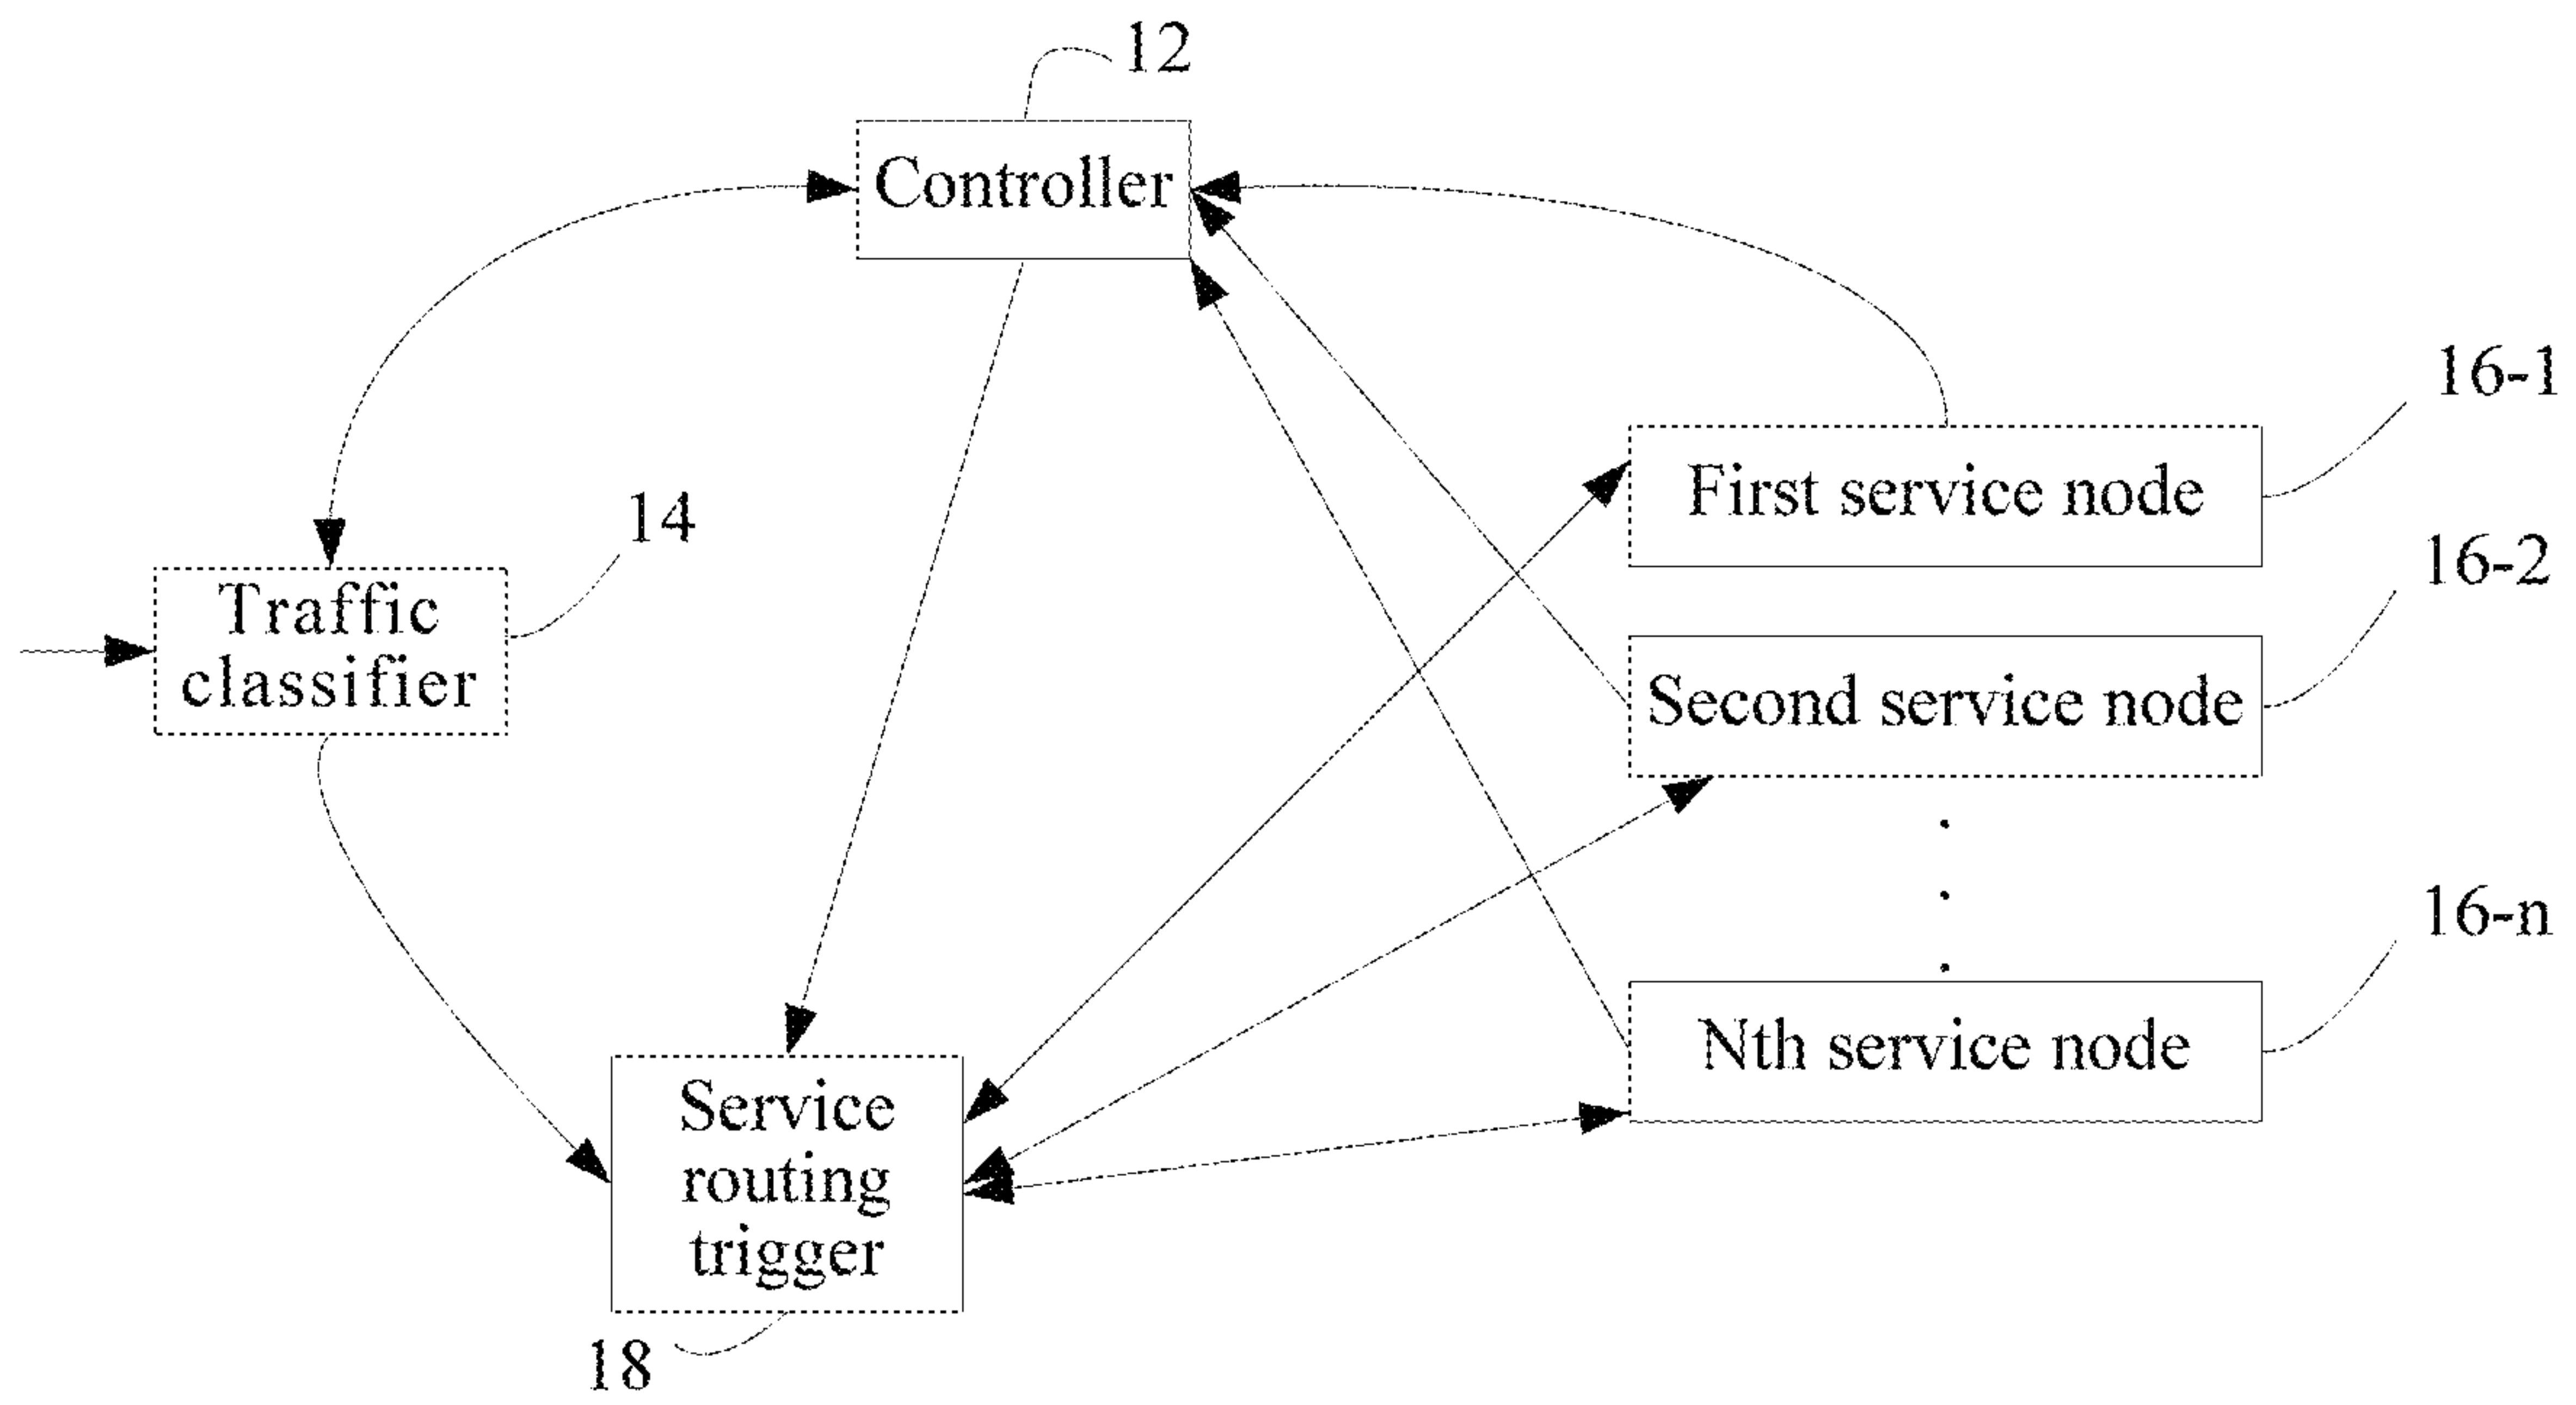 12
Controller
16-1
First service node
14
16-2
Traffic
classifier
Second service node
16-n
Nth service node
Service
routing
trigger
18